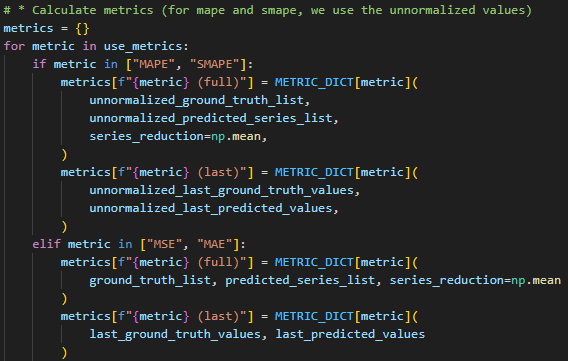 # * Calculate metrics (for mape and smape, we use the unnormalized values)
metrics = {}
for metric in use_metrics:
    if metric in ["MAPE", "SMAPE"]:
        metrics[f"{metric} (full)"] = METRIC_DICT[metric](
            unnormalized_ground_truth_list,
            unnormalized_predicted_series_list,
            series_reduction=np.mean,
        )
        metrics[f"{metric} (last)"] = METRIC_DICT[metric](
            unnormalized_last_ground_truth_values,
            unnormalized_last_predicted_values,
        )
    elif metric in ["MSE", "MAE"]:
        metrics[f"{metric} (full)"] = METRIC_DICT[metric](
            ground_truth_list, predicted_series_list, series_reduction=np.mean
        )
        metrics[f"{metric} (last)"] = METRIC_DICT[metric](
            last_ground_truth_values, last_predicted_values
        )